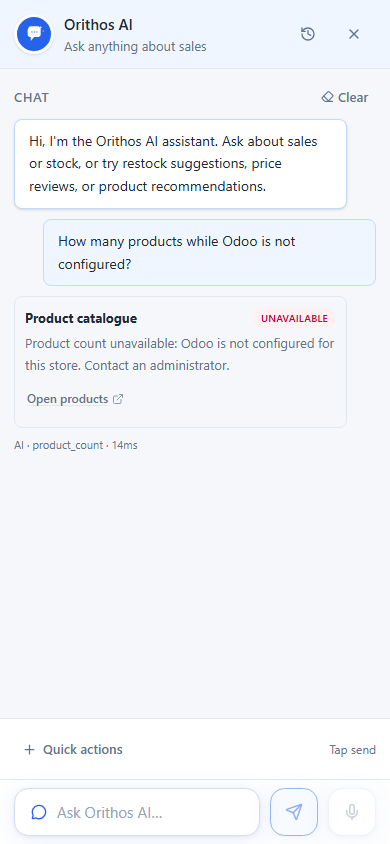 Orithos AI
Ask anything about sales
CHAT
Clear
Hi, I'm the Orithos AI assistant. Ask about sales
or stock, or try restock suggestions, price
reviews, or product recommendations.
How many products while Odoo is not
configured?
Product catalogue
UNAVAILABLE
Product count unavailable: Odoo is not configured for
this store. Contact an administrator.
Open products
AI · product_count · 14ms
Quick actions
Tap send
Ask Orithos AI...